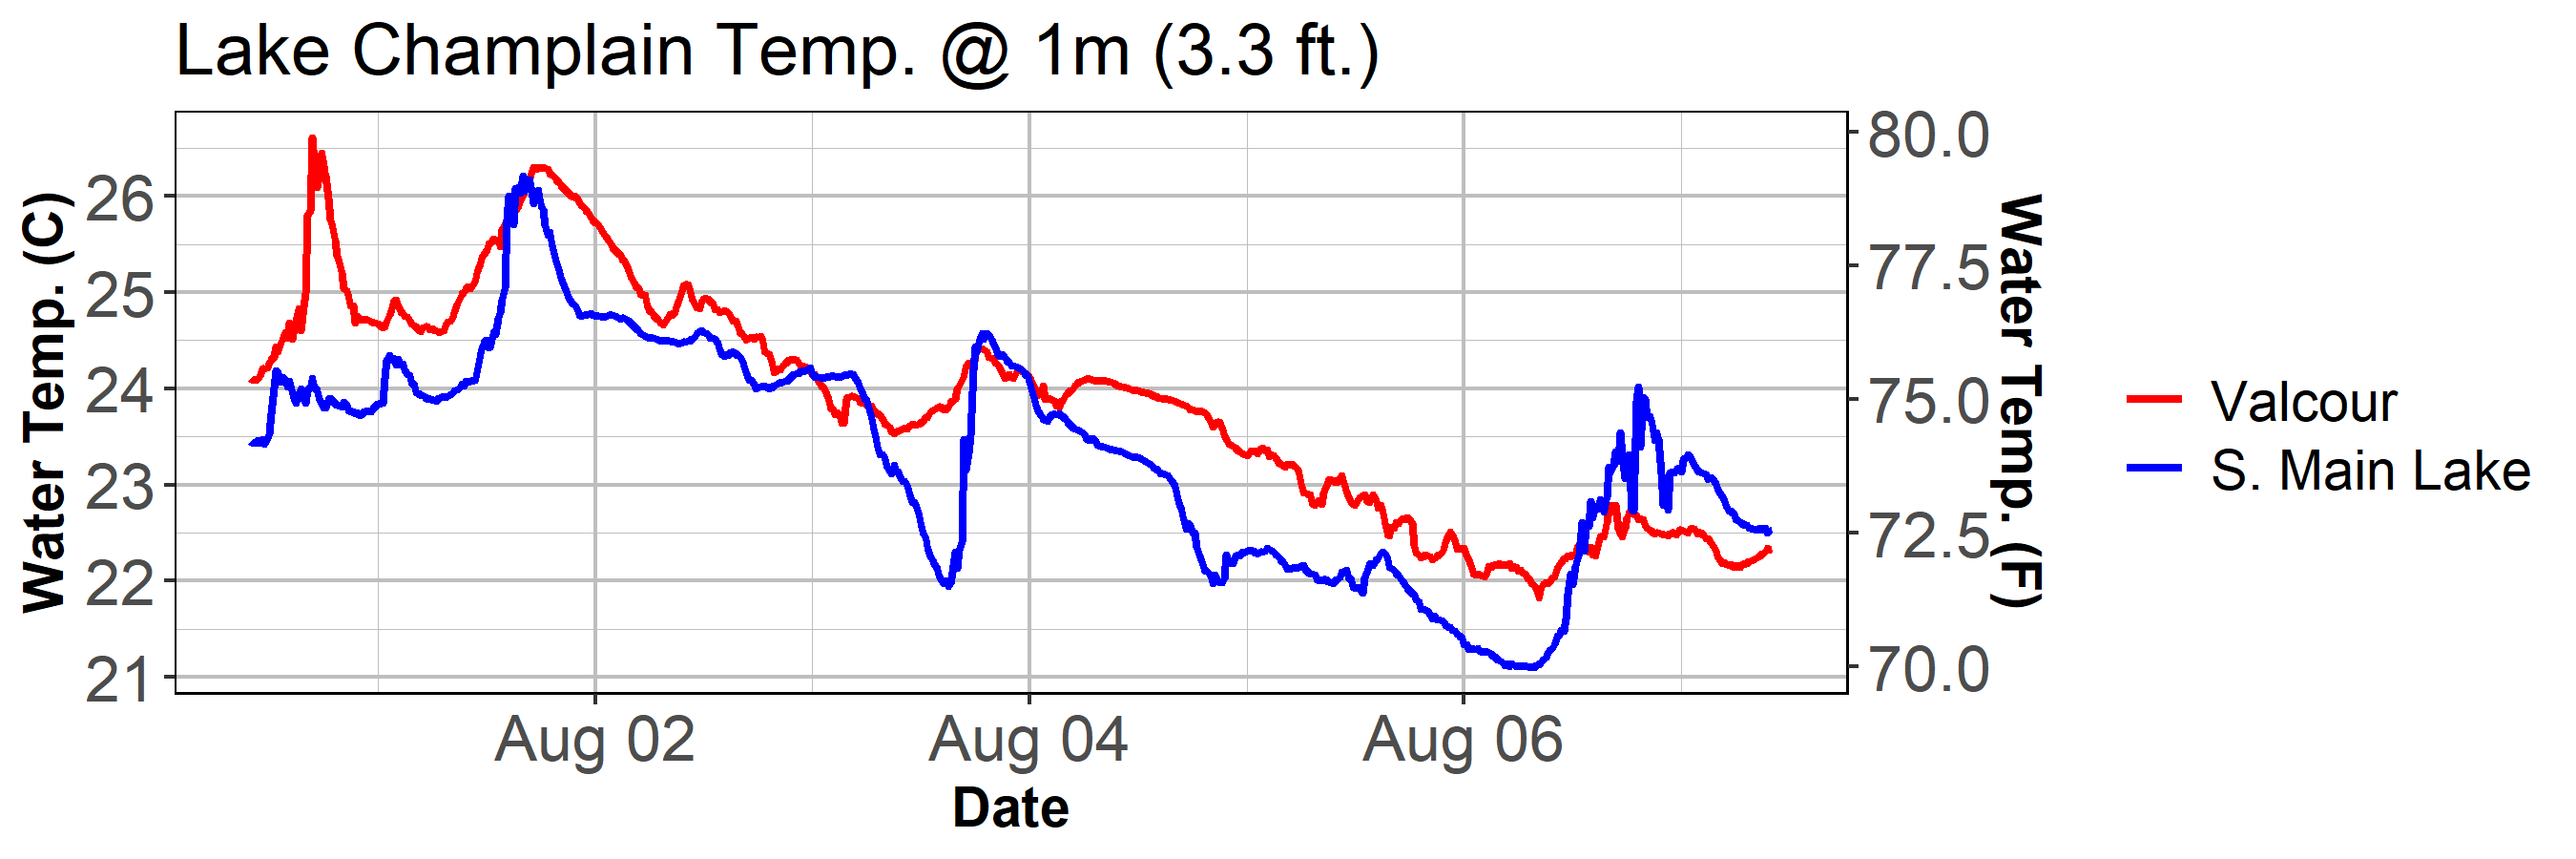 Lake Champlain Temp. @ 1m (3.3 ft.)
Water Temp. (C)
26
25
24
23
22
21
80.0
77.5
75.0
72.5
70.0
Water Temp. (F)
Aug 02
Aug 04
Aug 06
Date
Valcour
S. Main Lake